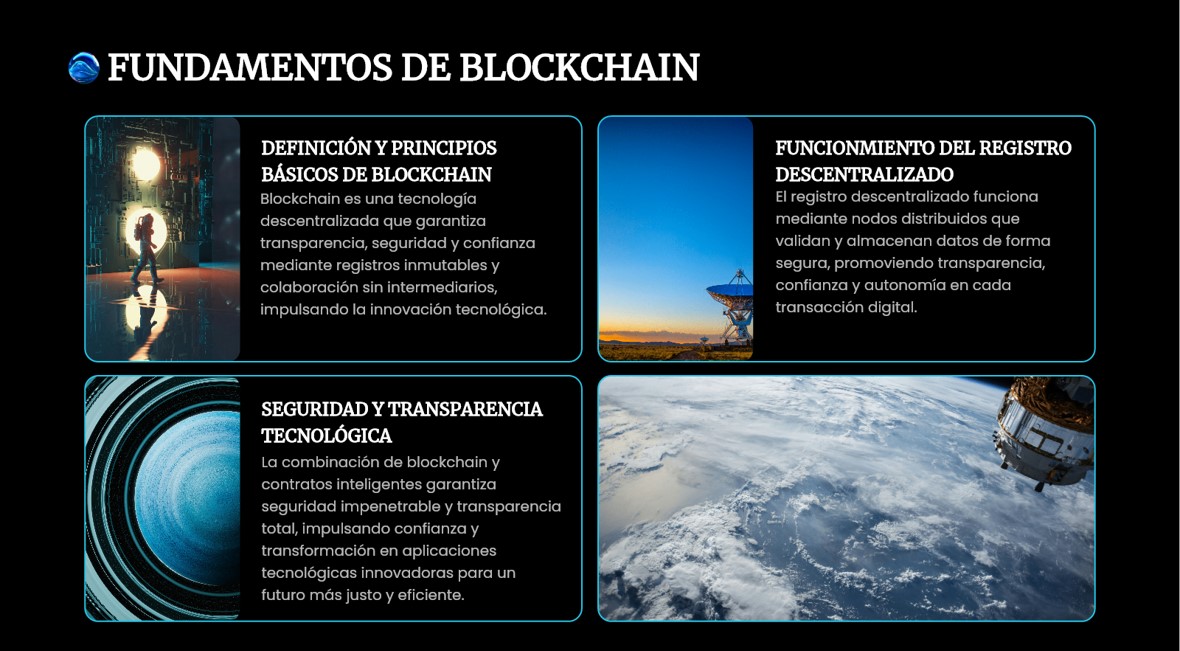 FUNDAMENTOS DE BLOCKCHAIN
DEFINICIÓN Y PRINCIPIOS
BÁSICOS DE BLOCKCHAIN
Blockchain es una tecnología
descentralizada que garantiza
transparencia, seguridad y confianza
mediante registros inmutables y
colaboración sin intermediarios,
impulsando la innovación tecnológica.
FUNCIONMIENTO DEL REGISTRO
DESCENTRALIZADO
El registro descentralizado funciona
mediante nodos distribuidos que
validan y almacenan datos de forma
segura, promoviendo transparencia,
confianza y autonomía en cada
transacción digital.
SEGURIDAD Y TRANSPARENCIA
TECNOLÓGICA
La combinación de blockchain y
contratos inteligentes garantiza
seguridad impenetrable y transparencia
total, impulsando confianza y
transformación en aplicaciones
tecnológicas innovadoras para un
futuro más justo y eficiente.